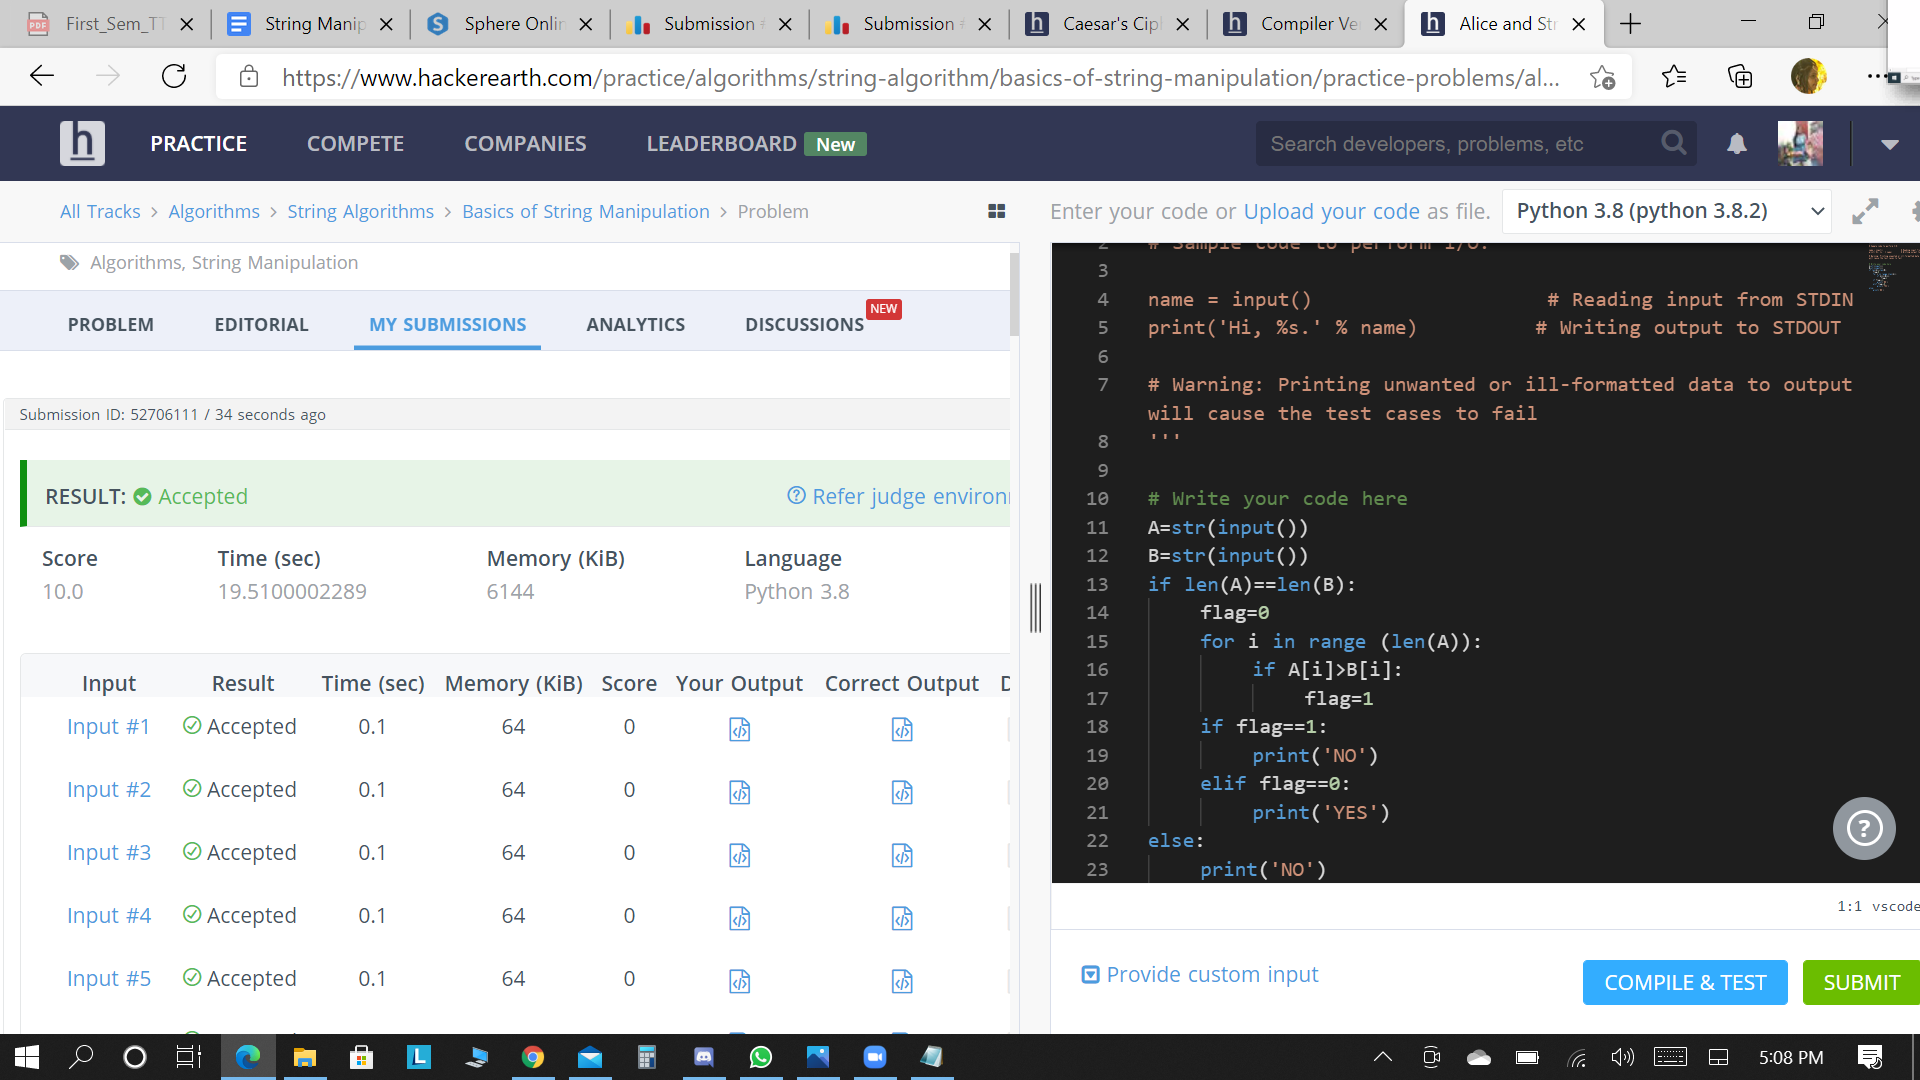 First_Sem_TT
String Manip
Sphere Onlin
Submission #
Submission #
Caesar's Cip
Compiler Ve
Alice and Str
https://www.hackerearth.com/practice/algorithms/string-algorithm/basics-of-string-manipulation/practice-problems/al...
h PRACTICE COMPETE COMPANIES LEADERBOARD New Search developers, problems, etc
All Tracks > Algorithms > String Algorithms > Basics of String Manipulation > Problem
Enter your code or Upload your code as file. Python 3.8 (python 3.8.2)
Algorithms, String Manipulation
PROBLEM EDITORIAL MY SUBMISSIONS ANALYTICS DISCUSSIONS NEW
Submission ID: 52706111 / 34 seconds ago
RESULT: Accepted Refer judge environ
Score Time (sec) Memory (KiB) Language
10.0 19.5100002289 6144 Python 3.8
Input Result Time (sec) Memory (KiB) Score Your Output Correct Output D
Input #1 Accepted 0.1 64 0
Input #2 Accepted 0.1 64 0
Input #3 Accepted 0.1 64 0
Input #4 Accepted 0.1 64 0
Input #5 Accepted 0.1 64 0
2 # Sample code to perform I/O:
3
4 name = input() # Reading input from STDIN
5 print('Hi, %s.' % name) # Writing output to STDOUT
6
7 # Warning: Printing unwanted or ill-formatted data to output
will cause the test cases to fail
8 '''
9
10 # Write your code here
11 A=str(input())
12 B=str(input())
13 if len(A)==len(B):
14 flag=0
15 for i in range (len(A)):
16 if A[i]>B[i]:
17 flag=1
18 if flag==1:
19 print('NO')
20 elif flag==0:
21 print('YES')
22 else:
23 print('NO')
1:1 vscode
Provide custom input
COMPILE & TEST SUBMIT
5:08 PM